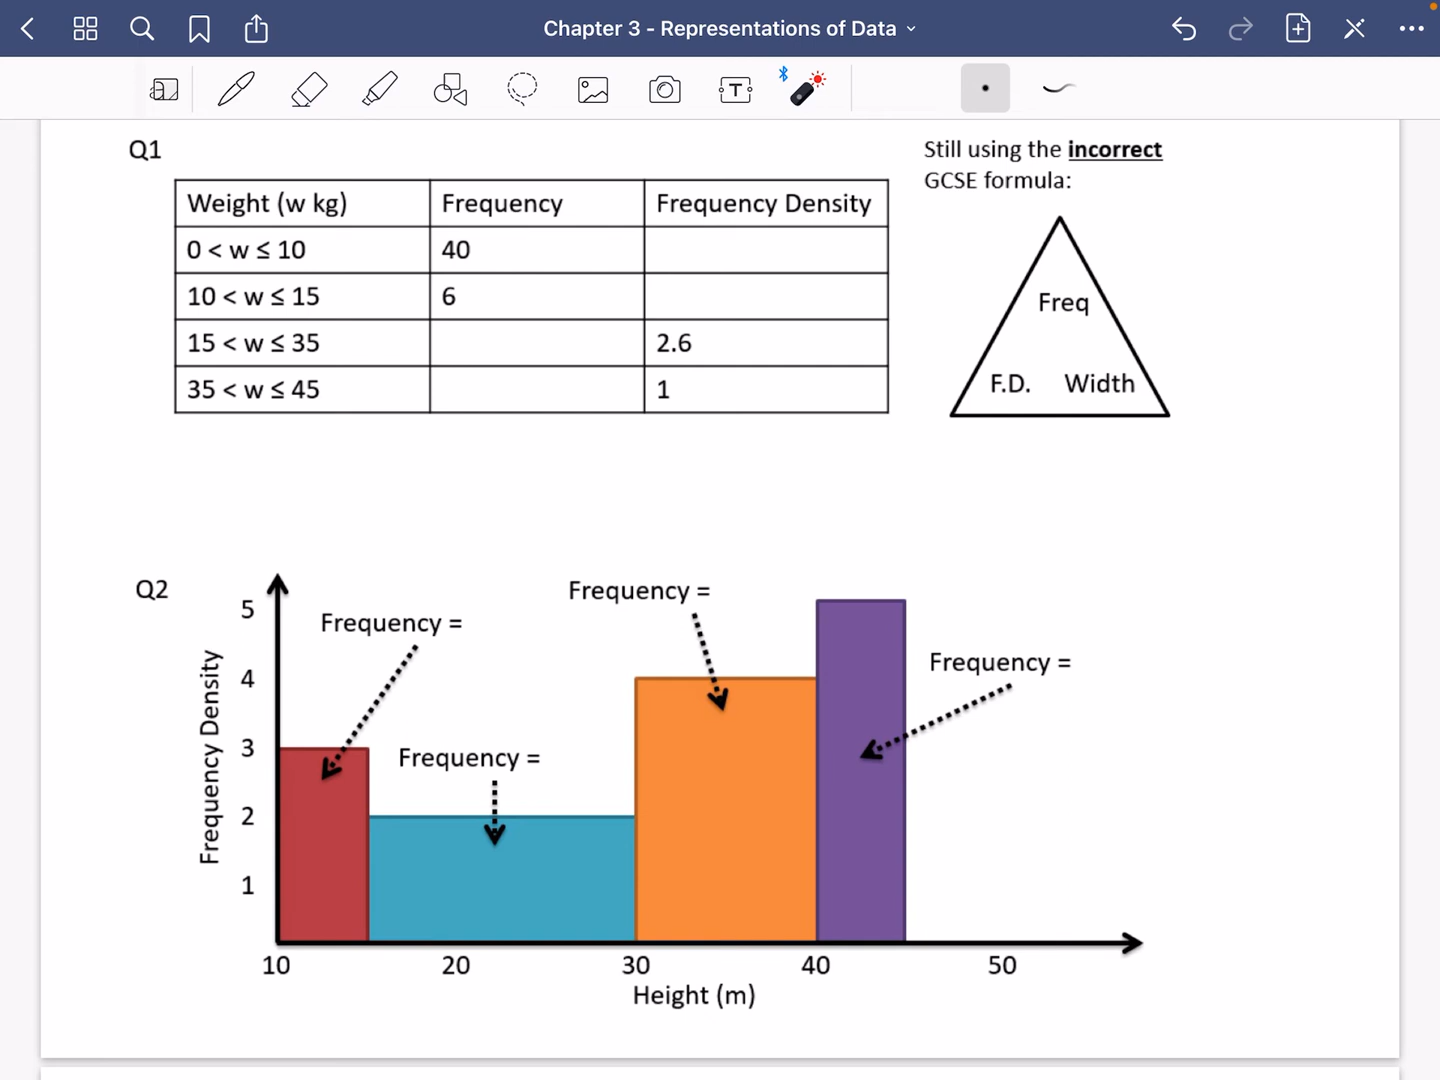 Chapter 3 - Representations of Data
T
Q1
Still using the incorrect
GCSE formula:
Weight (w kg) Frequency Frequency Density
0 < w ≤ 10 40
10 < w ≤ 15 6
15 < w ≤ 35 2.6
35 < w ≤ 45 1
Freq
F.D. Width
Q2
Frequency =
Frequency =
Frequency =
Frequency =
Frequency Density
5
4
3
2
1
10 20 30 40 50
Height (m)